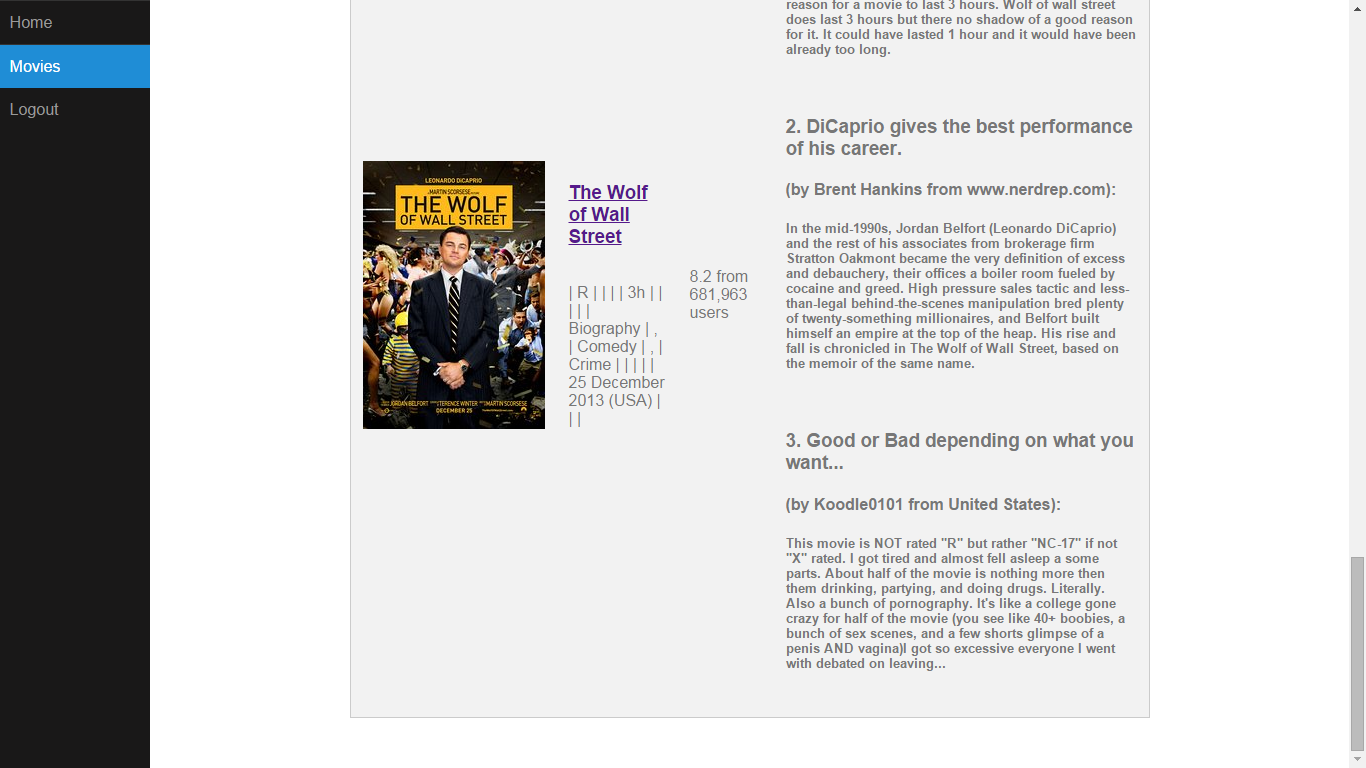 Home
Movies
Logout
LEONARDO DiCAPRIO
A MARTIN SCORSESE
THE WOLF
OF WALL STREET
JORDAN BELFORT
TERENCE WINTER
MARTIN SCORSESE
DECEMBER 25
The Wolf
of Wall
Street
| R | | | | 3h | |
| | |
Biography | ,
| Comedy | , |
Crime | | | | |
25 December
2013 (USA) |
| |
8.2 from
681,963
users
reason for a movie to last 3 hours. Wolf of wall street
does last 3 hours but there no shadow of a good reason
for it. It could have lasted 1 hour and it would have been
already too long.
2. DiCaprio gives the best performance
of his career.
(by Brent Hankins from www.nerdrep.com):
In the mid-1990s, Jordan Belfort (Leonardo DiCaprio)
and the rest of his associates from brokerage firm
Stratton Oakmont became the very definition of excess
and debauchery, their offices a boiler room fueled by
cocaine and greed. High pressure sales tactic and less-
than-legal behind-the-scenes manipulation bred plenty
of twenty-something millionaires, and Belfort built
himself an empire at the top of the heap. His rise and
fall is chronicled in The Wolf of Wall Street, based on
the memoir of the same name.
3. Good or Bad depending on what you
want...
(by Koodle0101 from United States):
This movie is NOT rated "R" but rather "NC-17" if not
"X" rated. I got tired and almost fell asleep a some
parts. About half of the movie is nothing more then
them drinking, partying, and doing drugs. Literally.
Also a bunch of pornography. It's like a college gone
crazy for half of the movie (you see like 40+ boobies, a
bunch of sex scenes, and a few shorts glimpse of a
penis AND vagina)I got so excessive everyone I went
with debated on leaving...